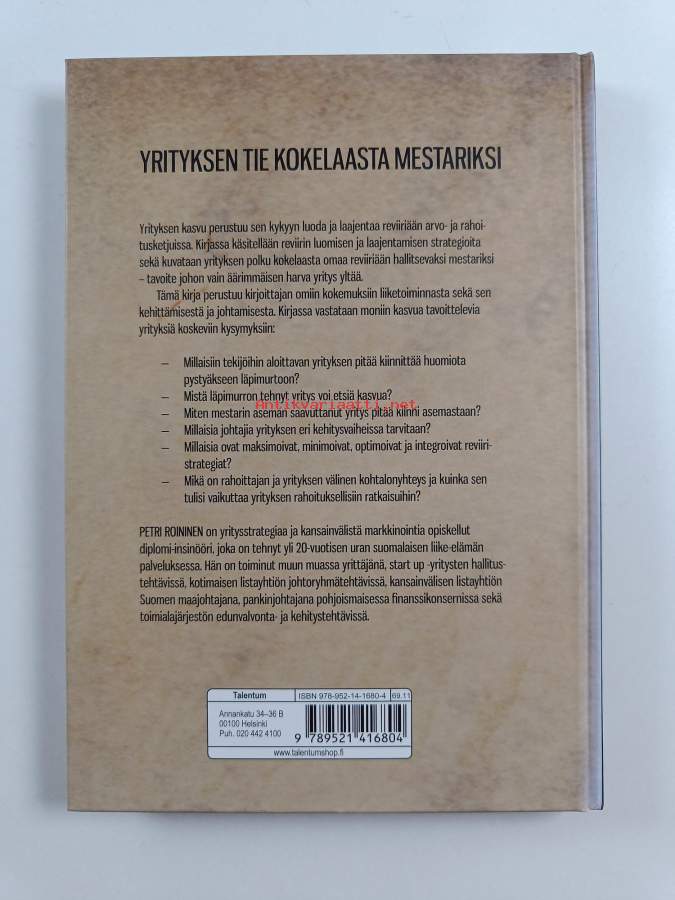 YRITYKSEN TIE KOKELAASTA MESTARIKSI
Yrityksen kasvu perustuu sen kykyyn luoda ja laajentaa reviiriään arvo- ja rahoi-
tusketjuissa. Kirjassa käsitellään reviirin luomisen ja laajentamisen strategioita
sekä kuvataan yrityksen polku kokelaasta omaa reviiriään hallitsevaksi mestariksi
– tavoite johon vain äärimmäisen harva yritys yltää.
Tämä kirja perustuu kirjoittajan omiin kokemuksiin liiketoiminnasta sekä sen
kehittämisestä ja johtamisesta. Kirjassa vastataan moniin kasvua tavoittelevia
yrityksiä koskeviin kysymyksiin:
– Millaisiin tekijöihin aloittavan yrityksen pitää kiinnittää huomiota
pystyäkseen läpimurtoon?
– Mistä läpimurron tehnyt yritys voi etsiä kasvua?
Antikvariaatti.net
– Miten mestarin aseman saavuttanut yritys pitää kiinni asemastaan?
– Millaisia johtajia yrityksen eri kehitysvaiheissa tarvitaan?
– Millaisia ovat maksimoivat, minimoivat, optimoivat ja integroivat reviiri-
strategiat?
– Mikä on rahoittajan ja yrityksen välinen kohtalonyhteys ja kuinka sen
tulisi vaikuttaa yrityksen rahoituksellisiin ratkaisuihin?
PETRI ROININEN on yritysstrategiaa ja kansainvälistä markkinointia opiskellut
diplomi-insinööri, joka on tehnyt yli 20-vuotisen uran suomalaisen liike-elämän
palveluksessa. Hän on toiminut muun muassa yrittäjänä, start up -yritysten hallitus-
tehtävissä, kotimaisen listayhtiön johtoryhmätehtävissä, kansainvälisen listayhtiön
Suomen maajohtajana, pankinjohtajana pohjoismaisessa finanssikonsernissa sekä
toimialajärjestön edunvalvonta- ja kehitystehtävissä.
Talentum ISBN 978-952-14-1680-4 69.11
Annankatu 34–36 B
00100 Helsinki
Puh. 020 442 4100
9 789521 416804
www.talentumshop.fi